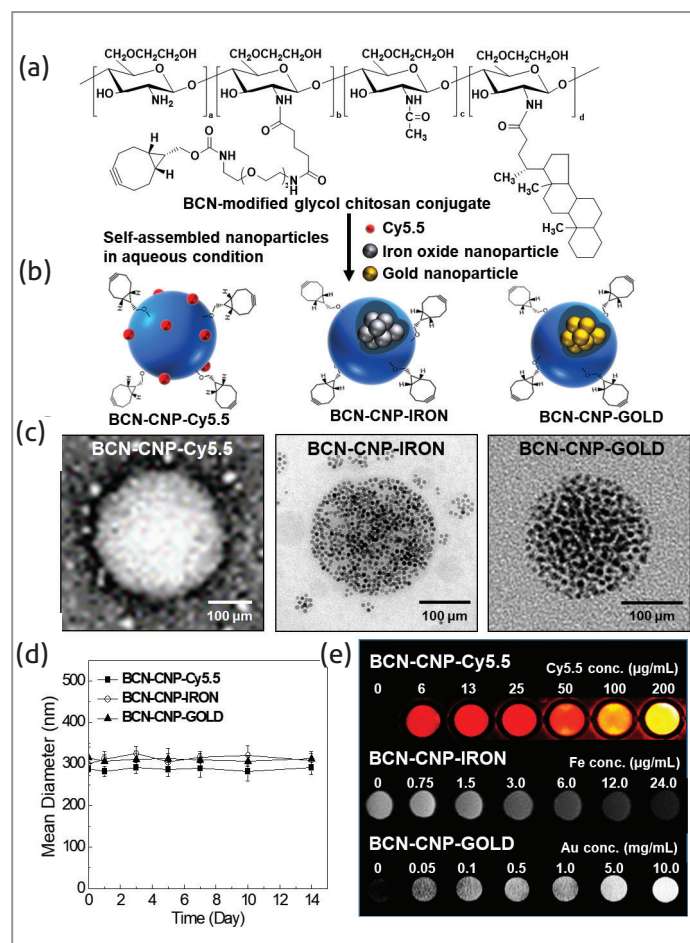 (a)
CH₂OCH₂CH₂OH CH₂OCH₂CH₂OH CH₂OCH₂CH₂OH CH₂OCH₂CH₂OH
O O O O O O O O
HO HO HO HO
NH₂ a NH b NH c NH d
O C=O O
CH₃
H O
O NH O 2 N H O
H
CH₃
H₃C
H₃C
BCN-modified glycol chitosan conjugate
Self-assembled nanoparticles
in aqueous condition
Cy5.5
Iron oxide nanoparticle
Gold nanoparticle
(b)
BCN-CNP-Cy5.5 BCN-CNP-IRON BCN-CNP-GOLD
(c)
BCN-CNP-Cy5.5 BCN-CNP-IRON BCN-CNP-GOLD
100 µm 100 µm 100 µm
(d)
BCN-CNP-Cy5.5
BCN-CNP-IRON
BCN-CNP-GOLD
Mean Diameter (nm)
500
400
300
200
100
0
0 2 4 6 8 10 12 14
Time (Day)
(e)
BCN-CNP-Cy5.5 Cy5.5 conc. (µg/mL)
0 6 13 25 50 100 200
BCN-CNP-IRON Fe conc. (µg/mL)
0 0.75 1.5 3.0 6.0 12.0 24.0
BCN-CNP-GOLD Au conc. (mg/mL)
0 0.05 0.1 0.5 1.0 5.0 10.0